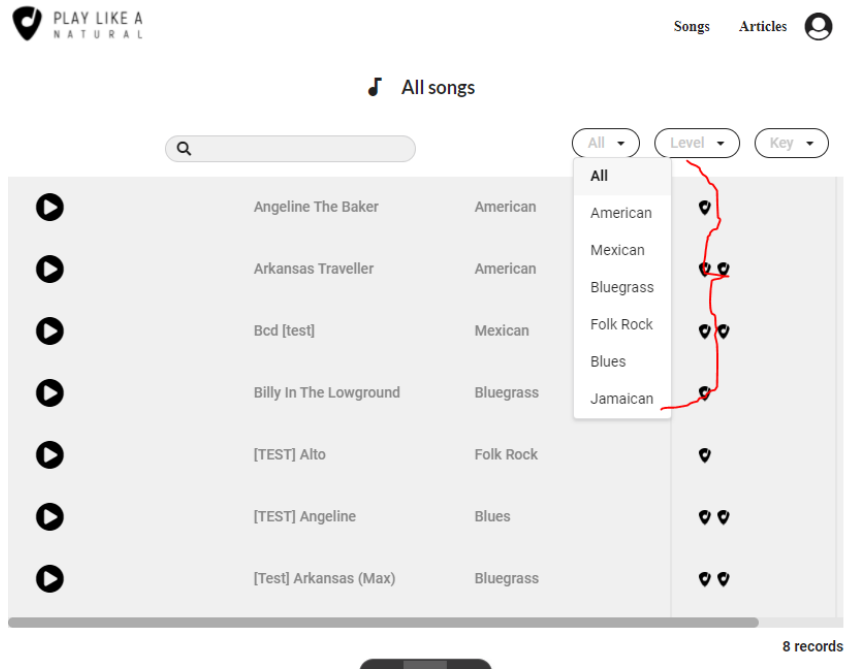 PLAY LIKE A
NATURAL
Songs Articles
All songs
All Level Key
All
American
Mexican
Bluegrass
Folk Rock
Blues
Jamaican
Angeline The Baker American
Arkansas Traveller American
Bcd [test] Mexican
Billy In The Lowground Bluegrass
[TEST] Alto Folk Rock
[TEST] Angeline Blues
[Test] Arkansas (Max) Bluegrass
8 records